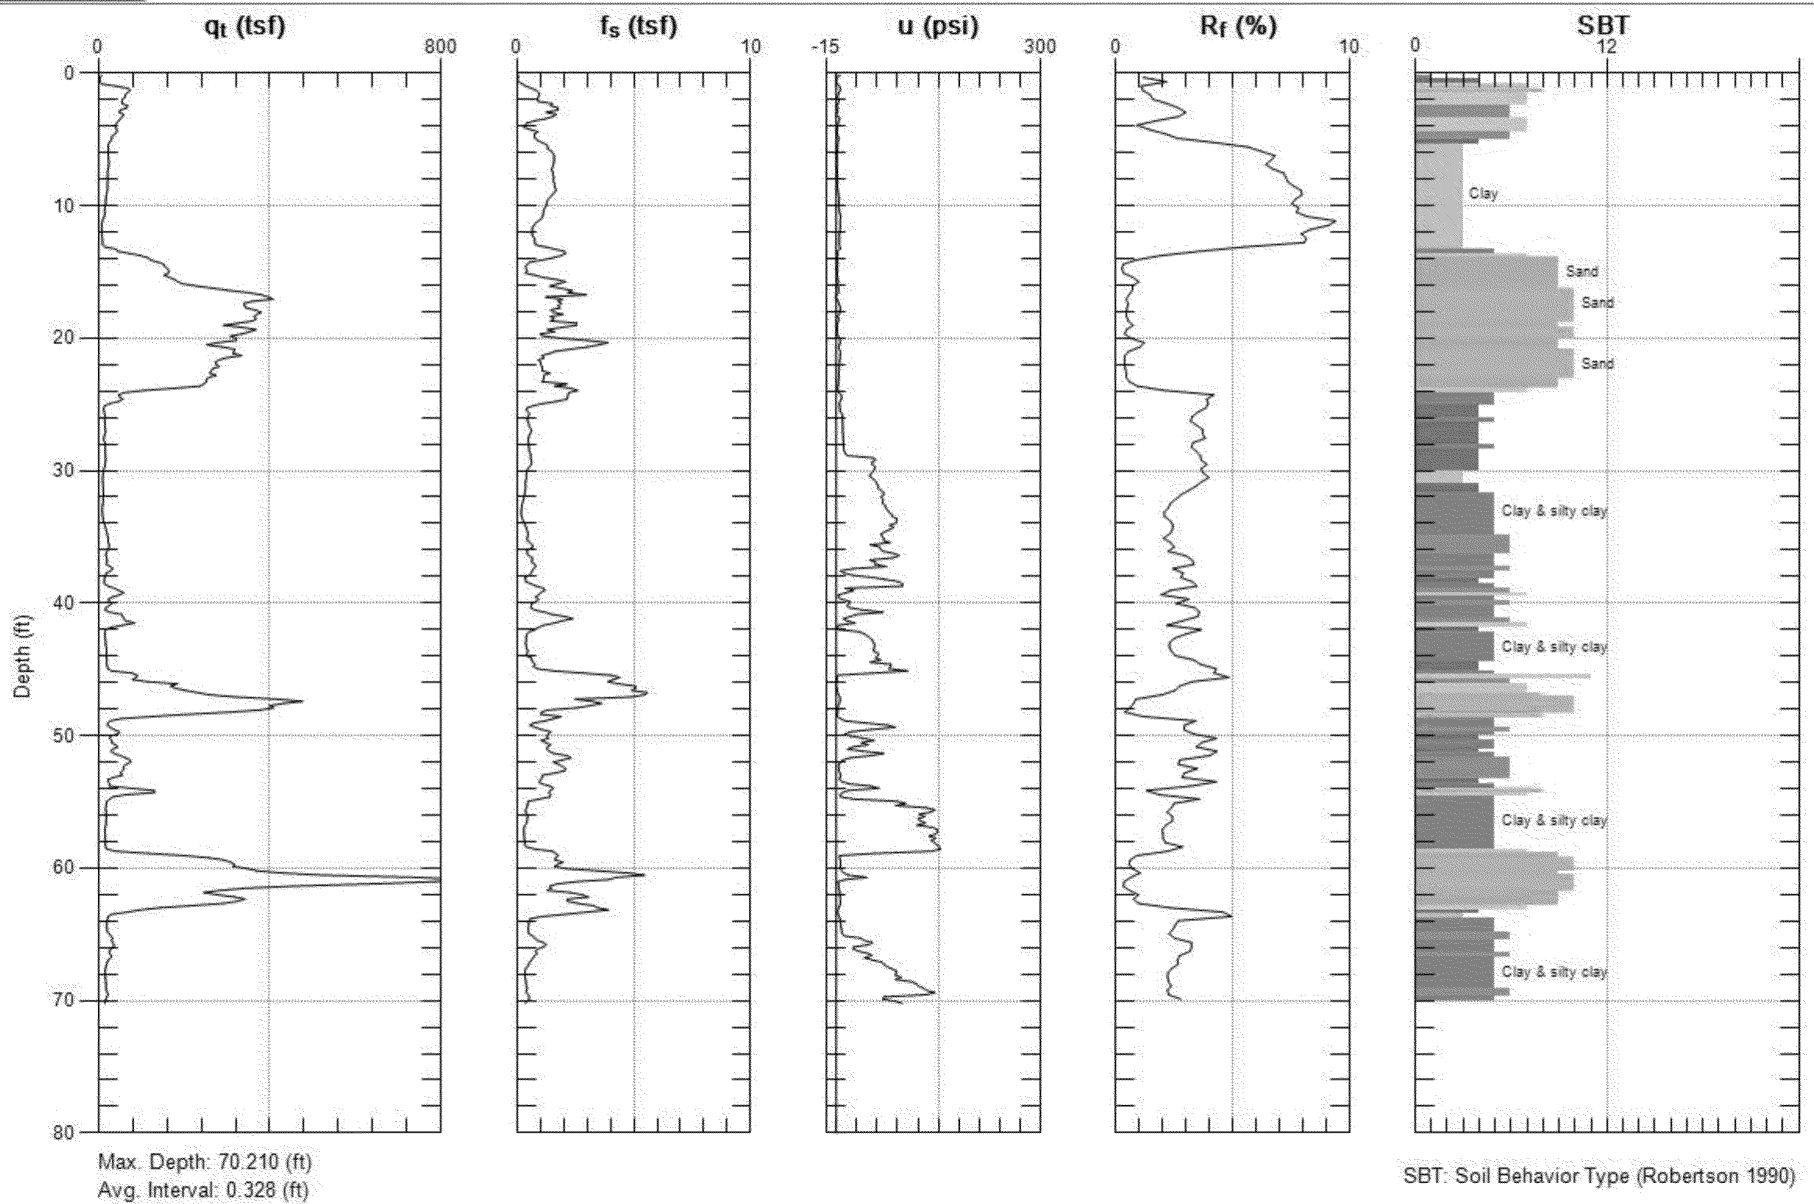 qt (tsf) fs (tsf) u (psi) Rf (%) SBT
0 800 0 10 -15 300 0 10 0 12
0
10
Clay
Sand
Sand
20
Sand
30
Clay & silty clay
40
Clay & silty clay
Depth (ft)
50
Clay & silty clay
60
Clay & silty clay
70
80
Max. Depth: 70.210 (ft)
Avg. Interval: 0.328 (ft)
SBT: Soil Behavior Type (Robertson 1990)